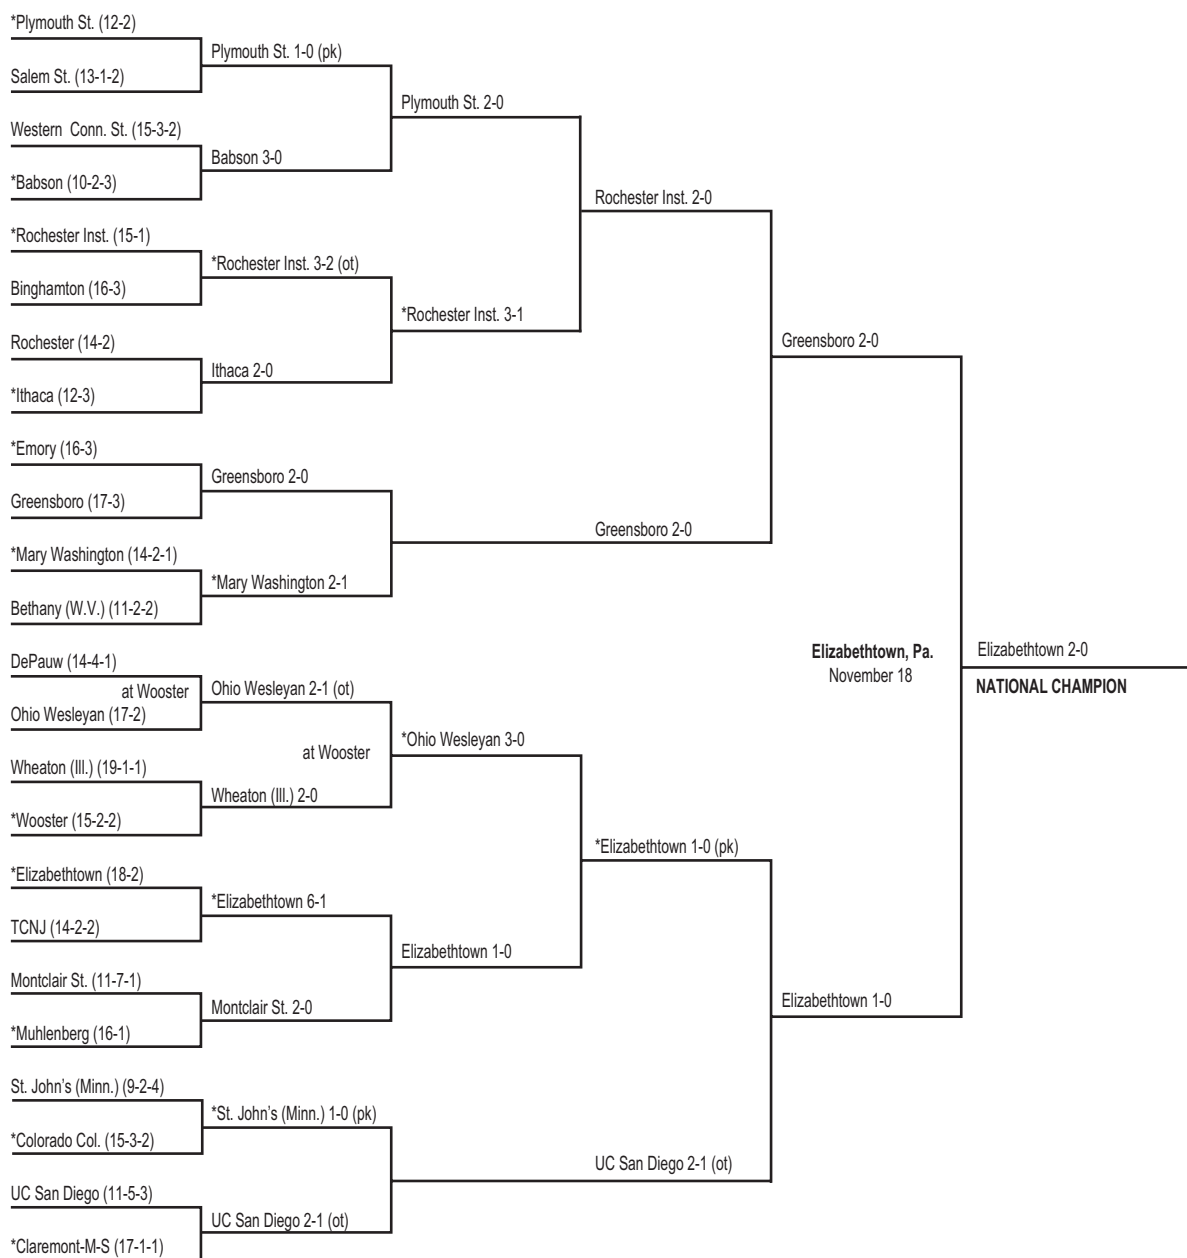 *Plymouth St. (12-2)
Plymouth St. 1-0 (pk)
Salem St. (13-1-2)
Plymouth St. 2-0
Western  Conn. St. (15-3-2)
Babson 3-0
*Babson (10-2-3)
Rochester Inst. 2-0
*Rochester Inst. (15-1)
*Rochester Inst. 3-2 (ot)
Binghamton (16-3)
*Rochester Inst. 3-1
Rochester (14-2)
Greensboro 2-0
Ithaca 2-0
*Ithaca (12-3)
*Emory (16-3)
Greensboro 2-0
Greensboro (17-3)
Greensboro 2-0
*Mary Washington (14-2-1)
*Mary Washington 2-1
Bethany (W.V.) (11-2-2)
Elizabethtown, Pa.
November 18
Elizabethtown 2-0
NATIONAL CHAMPION
DePauw (14-4-1)
at Wooster
Ohio Wesleyan 2-1 (ot)
Ohio Wesleyan (17-2)
*Ohio Wesleyan 3-0
at Wooster
Wheaton (Ill.) (19-1-1)
Wheaton (Ill.) 2-0
*Wooster (15-2-2)
*Elizabethtown 1-0 (pk)
*Elizabethtown (18-2)
*Elizabethtown 6-1
TCNJ (14-2-2)
Elizabethtown 1-0
Montclair St. (11-7-1)
Elizabethtown 1-0
Montclair St. 2-0
*Muhlenberg (16-1)
St. John's (Minn.) (9-2-4)
*St. John's (Minn.) 1-0 (pk)
*Colorado Col. (15-3-2)
UC San Diego 2-1 (ot)
UC San Diego (11-5-3)
UC San Diego 2-1 (ot)
*Claremont-M-S (17-1-1)